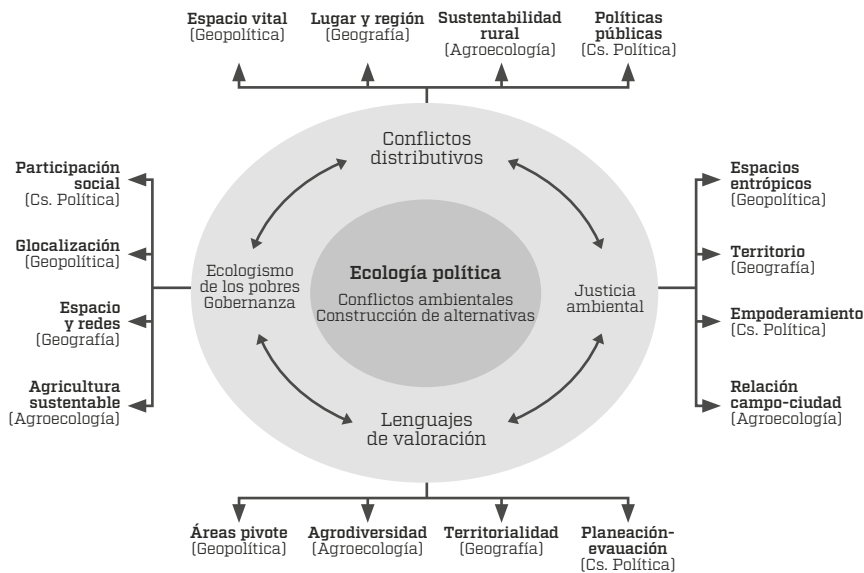 Espacio vital
(Geopolítica)
Lugar y región
(Geografía)
Sustentabilidad
rural
(Agroecología)
Políticas
públicas
(Cs. Política)
Participación
social
(Cs. Política)
Glocalización
(Geopolítica)
Espacio
y redes
(Geografía)
Agricultura
sustentable
(Agroecología)
Conflictos
distributivos
Ecologismo
de los pobres
Gobernanza
Ecología política
Conflictos ambientales
Construcción de alternativas
Justicia
ambiental
Lenguajes
de valoración
Espacios
entrópicos
(Geopolítica)
Territorio
(Geografía)
Empoderamiento
(Cs. Política)
Relación
campo-ciudad
(Agroecología)
Áreas pivote
(Geopolítica)
Agrodiversidad
(Agroecología)
Territorialidad
(Geografía)
Planeación-
evauación
(Cs. Política)